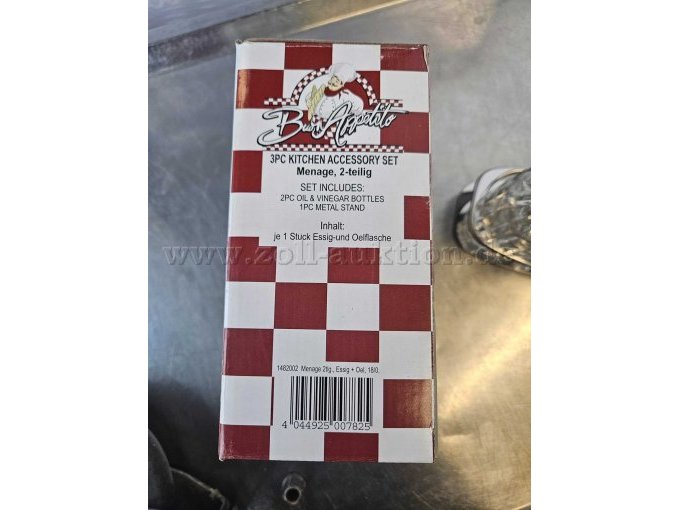 Buon Appetito
3PC KITCHEN ACCESSORY SET
Menage, 2-teilig
SET INCLUDES:
2PC OIL & VINEGAR BOTTLES
1PC METAL STAND
Inhalt:
je 1 Stuck Essig-und Oelflasche
www.zoll-auktion.de
1482002 Menage 2tlg., Essig + Oel, 18/0.
4 044925 007825